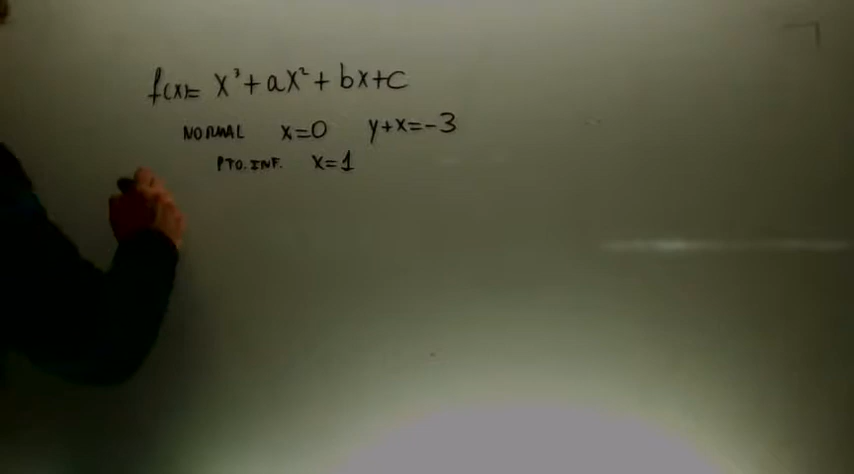 f(x)= x³+ax²+bx+c
NORMAL x=0 y+x=-3
PTO.INF. x=1